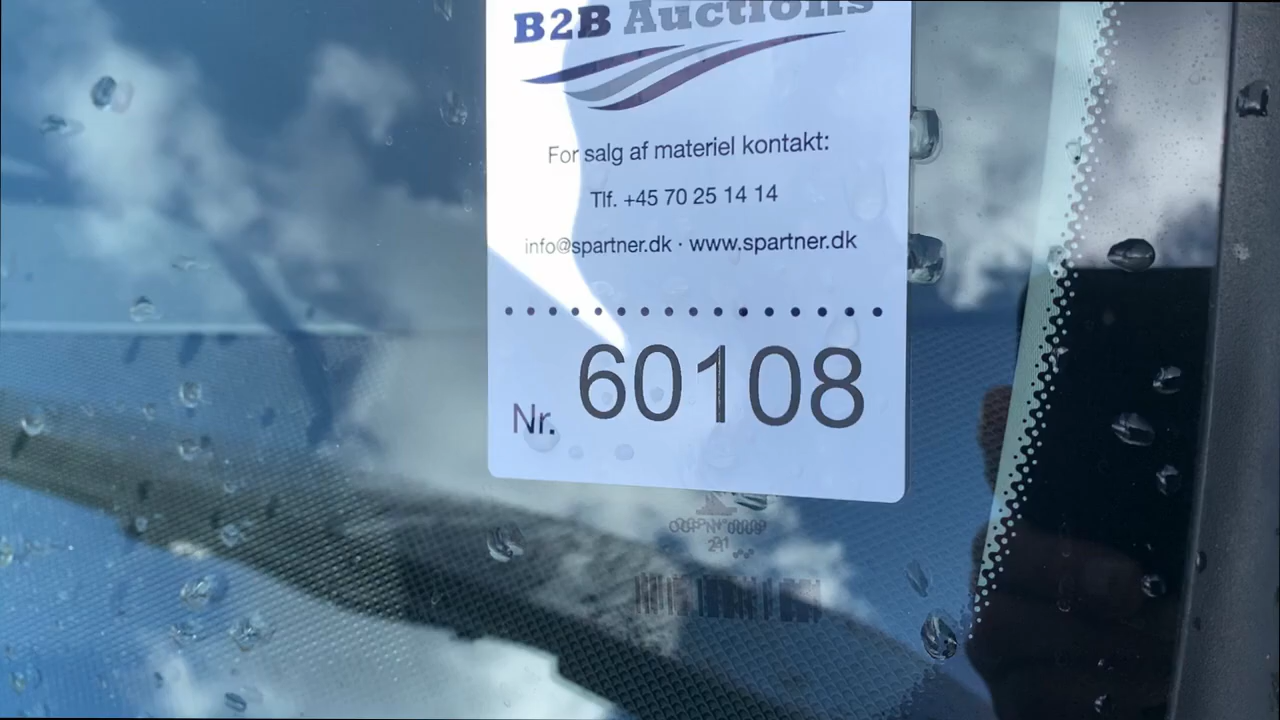 B2B Auctions
For salg af materiel kontakt:
Tlf. +45 70 25 14 14
info@spartner.dk · www.spartner.dk
Nr. 60108